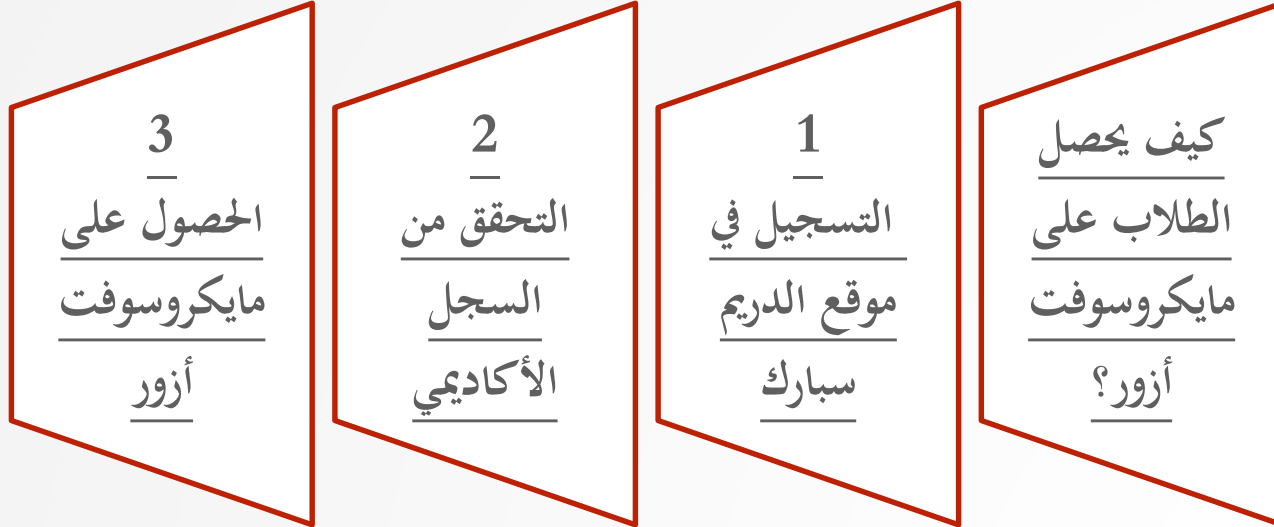 كيف يحصل
الطلاب على
مايكروسوفت
أزور؟
1
التسجيل في
موقع الدريم
سبارك
2
التحقق من
السجل
الأكاديمي
3
الحصول على
مايكروسوفت
أزور